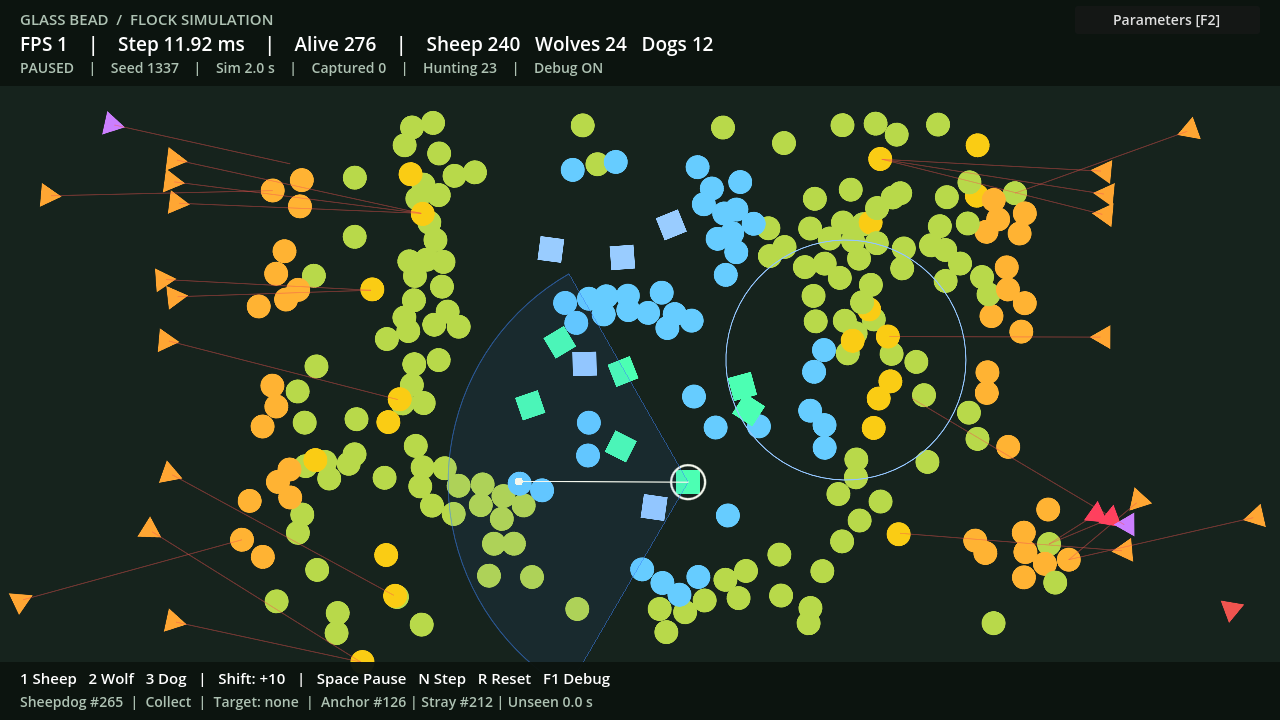 GLASS BEAD / FLOCK SIMULATION
Parameters [F2]
FPS 1 | Step 11.92 ms | Alive 276 | Sheep 240 Wolves 24 Dogs 12
PAUSED | Seed 1337 | Sim 2.0 s | Captured 0 | Hunting 23 | Debug ON
1 Sheep 2 Wolf 3 Dog | Shift: +10 | Space Pause N Step R Reset F1 Debug
Sheepdog #265 | Collect | Target: none | Anchor #126 | Stray #212 | Unseen 0.0 s